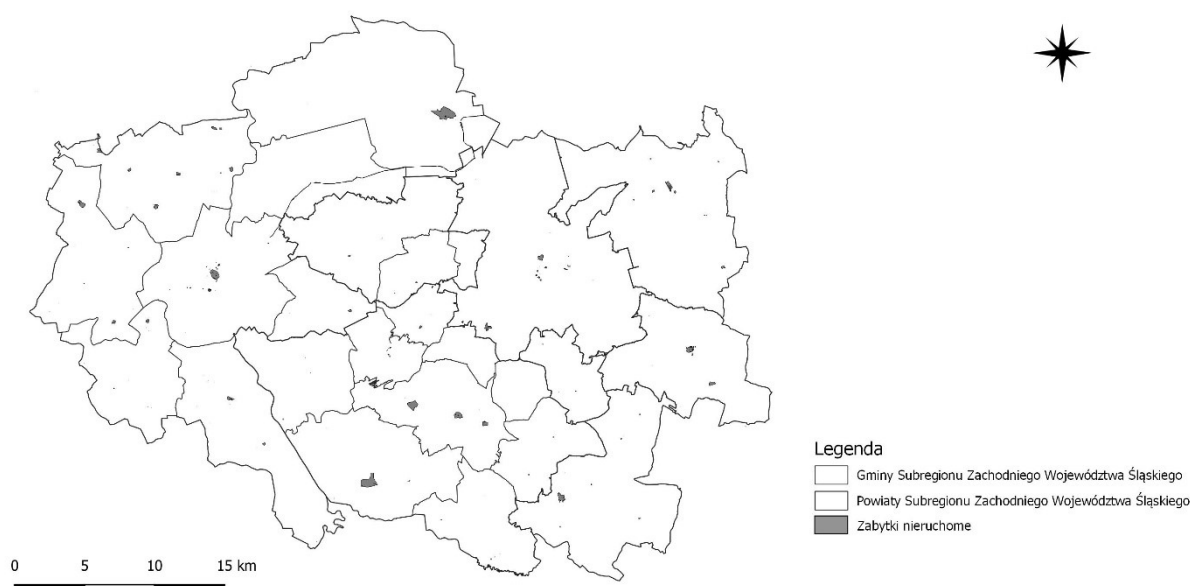 Legenda
Gminy Subregionu Zachodniego Województwa Śląskiego
Powiaty Subregionu Zachodniego Województwa Śląskiego
Zabytki nieruchome
0 5 10 15 km